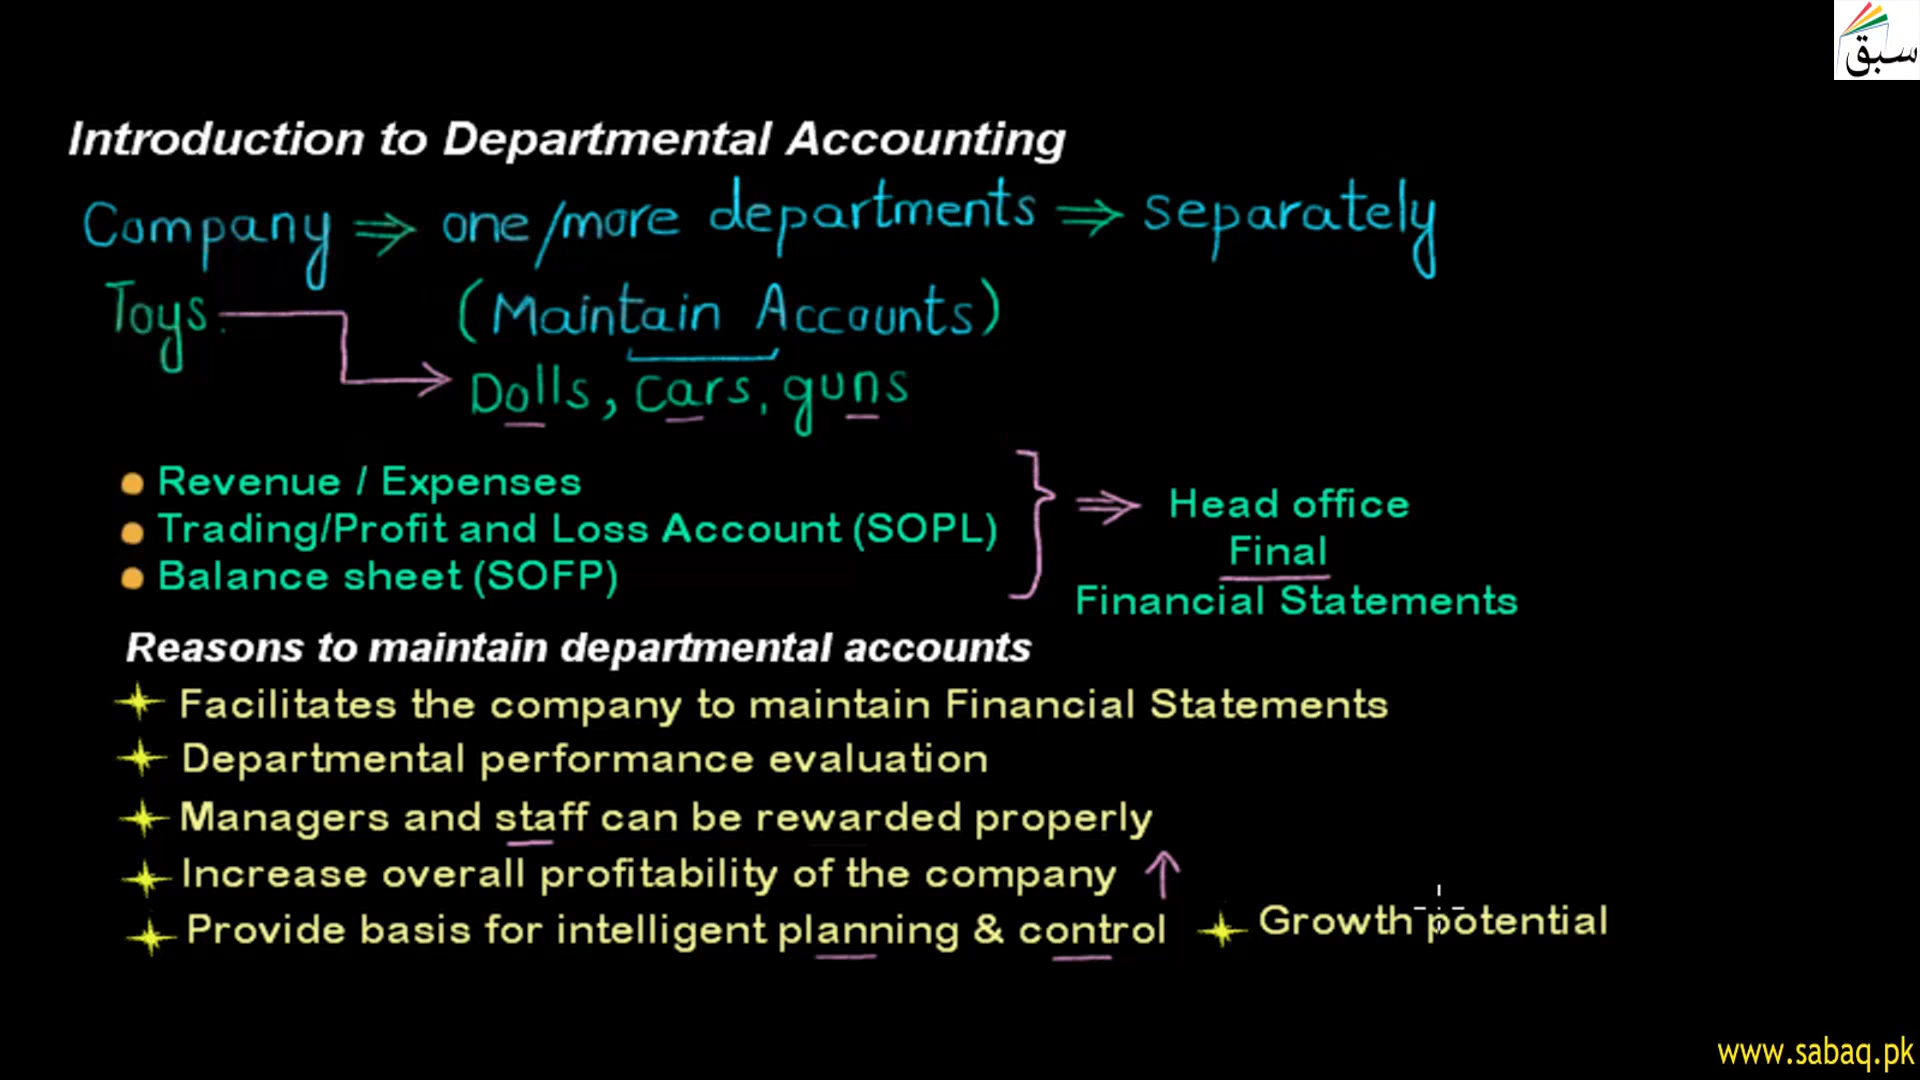 سبق
Introduction to Departmental Accounting
Company ⇒ one/more departments ⇒ separately
Toys. (Maintain Accounts)
Dolls, cars, guns
Revenue / Expenses
Trading/Profit and Loss Account (SOPL)
Balance sheet (SOFP)
Head office
Final
Financial Statements
Reasons to maintain departmental accounts
Facilitates the company to maintain Financial Statements
Departmental performance evaluation
Managers and staff can be rewarded properly
Increase overall profitability of the company ↑
Provide basis for intelligent planning & control
Growth potential
www.sabaq.pk